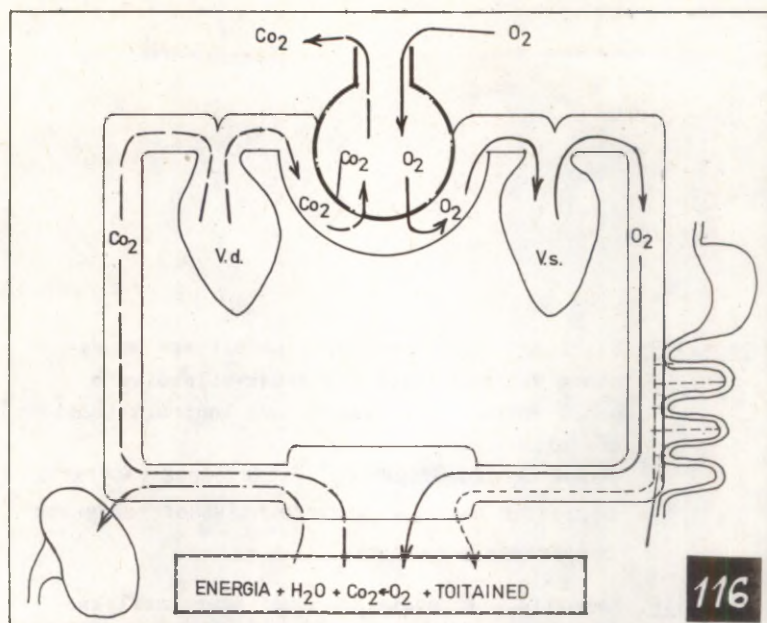 Co₂ O₂
Co₂ O₂
Co₂ O₂
Co₂ V.d. V.s. O₂
ENERGIA + H₂O + Co₂ ← O₂ + TOITAINED
116